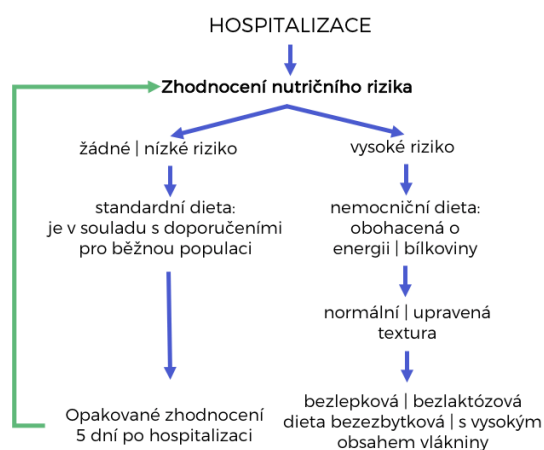 HOSPITALIZACE
Zhodnocení nutričního rizika
žádné | nízké riziko
standardní dieta:
je v souladu s doporučeními
pro běžnou populaci
Opakované zhodnocení
5 dní po hospitalizaci
vysoké riziko
nemocniční dieta:
obohacená o
energii | bílkoviny
normální | upravená
textura
bezlepková | bezlaktózová
dieta bezezbytková | s vysokým
obsahem vlákniny